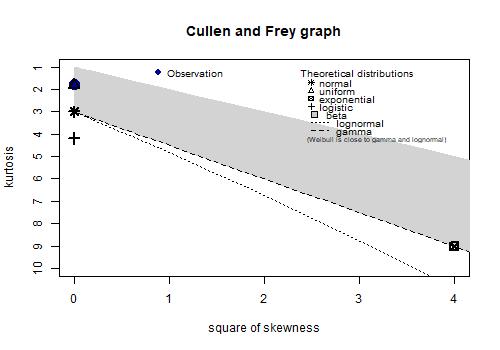 Cullen and Frey graph
Observation
Theoretical distributions
normal
uniform
exponential
logistic
beta
lognormal
gamma
(Weibull is close to gamma and lognormal)
kurtosis
1
2
3
4
5
6
7
8
9
10
0
1
2
3
4
square of skewness